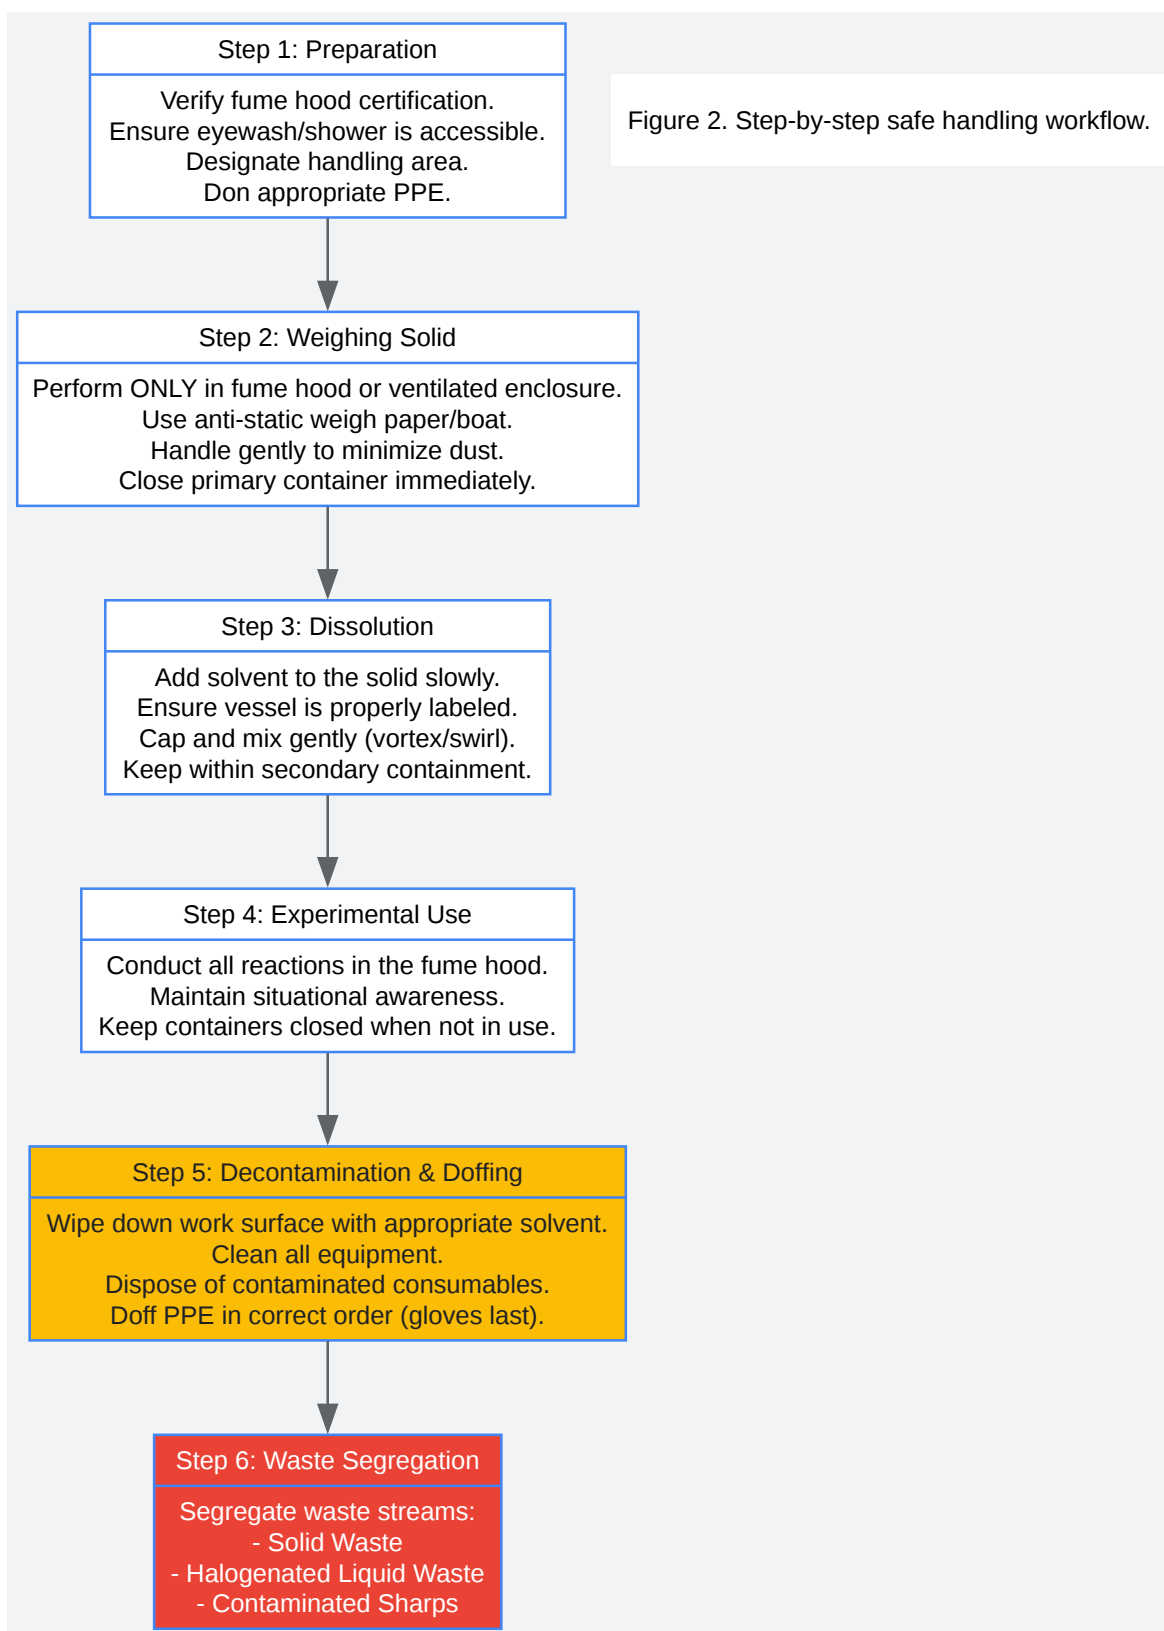 Step 1: Preparation
Verify fume hood certification.
Ensure eyewash/shower is accessible.
Designate handling area.
Don appropriate PPE.
Figure 2. Step-by-step safe handling workflow.
Step 2: Weighing Solid
Perform ONLY in fume hood or ventilated enclosure.
Use anti-static weigh paper/boat.
Handle gently to minimize dust.
Close primary container immediately.
Step 3: Dissolution
Add solvent to the solid slowly.
Ensure vessel is properly labeled.
Cap and mix gently (vortex/swirl).
Keep within secondary containment.
Step 4: Experimental Use
Conduct all reactions in the fume hood.
Maintain situational awareness.
Keep containers closed when not in use.
Step 5: Decontamination & Doffing
Wipe down work surface with appropriate solvent.
Clean all equipment.
Dispose of contaminated consumables.
Doff PPE in correct order (gloves last).
Step 6: Waste Segregation
Segregate waste streams:
- Solid Waste
- Halogenated Liquid Waste
- Contaminated Sharps